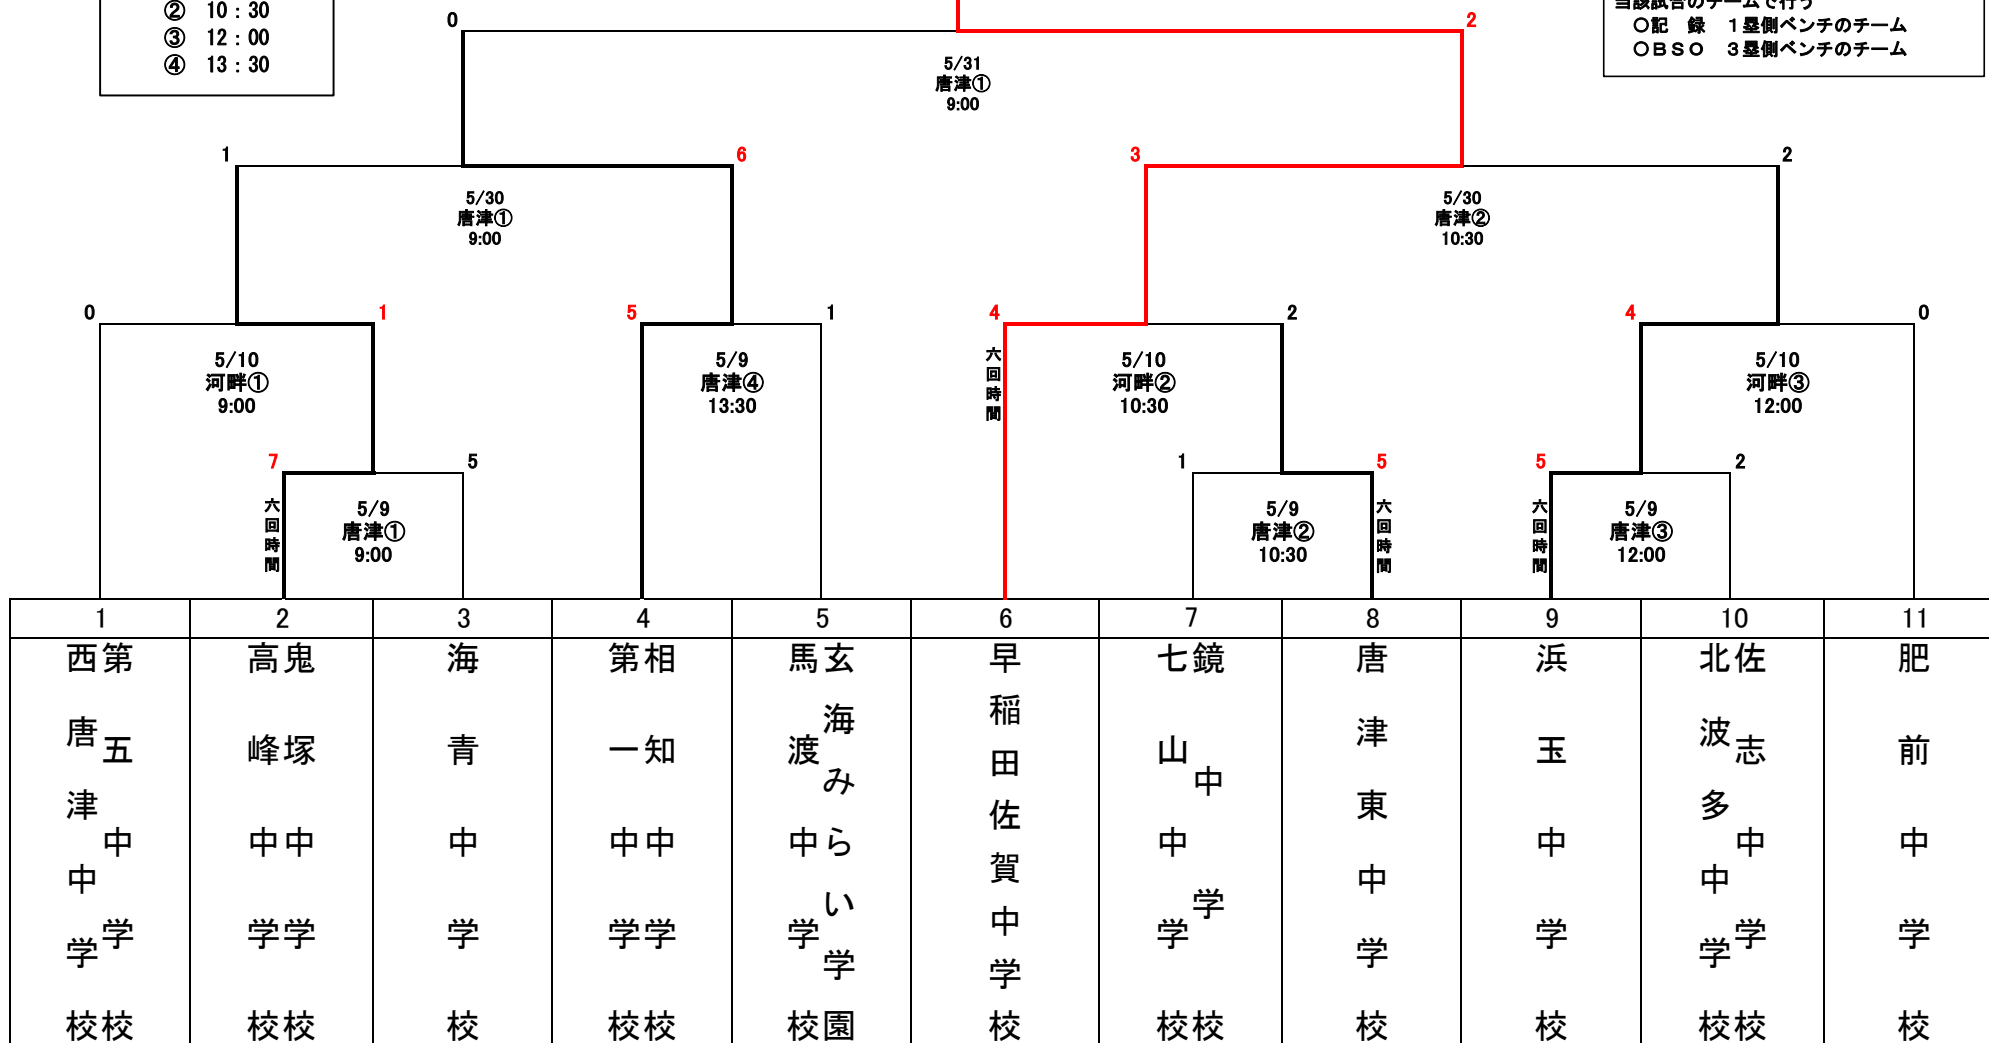 ② 10：30
③ 12：00
④ 13：30
当該試合のチームで行う
○記　録　１塁側ベンチのチーム
○ＢＳＯ　３塁側ベンチのチーム
0
2
5/31
唐津①
9:00
1
6
3
2
5/30
唐津①
9:00
5/30
唐津②
10:30
0
1
5
1
4
2
4
0
5/10
河畔①
9:00
5/9
唐津④
13:30
六回時間
5/10
河畔②
10:30
5/10
河畔③
12:00
7
5
1
5
5
2
六回時間
5/9
唐津①
9:00
5/9
唐津②
10:30
六回時間
六回時間
5/9
唐津③
12:00
1 2 3 4 5 6 7 8 9 10 11
第五中学校
西唐津中学校
鬼塚中学校
高峰中学校
海青中学校
相知中学校
第一中学校
玄海みらい学園
馬渡中学校
早稲田佐賀中学校
鏡中学校
七山中学校
唐津東中学校
浜玉中学校
佐志中学校
北波多中学校
肥前中学校